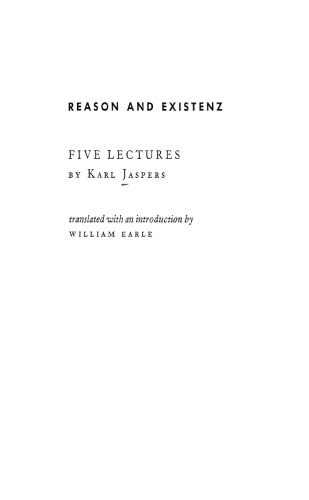 REASON AND EXISTENZ
FIVE LECTURES
BY KARL JASPERS
translated with an introduction by
WILLIAM EARLE